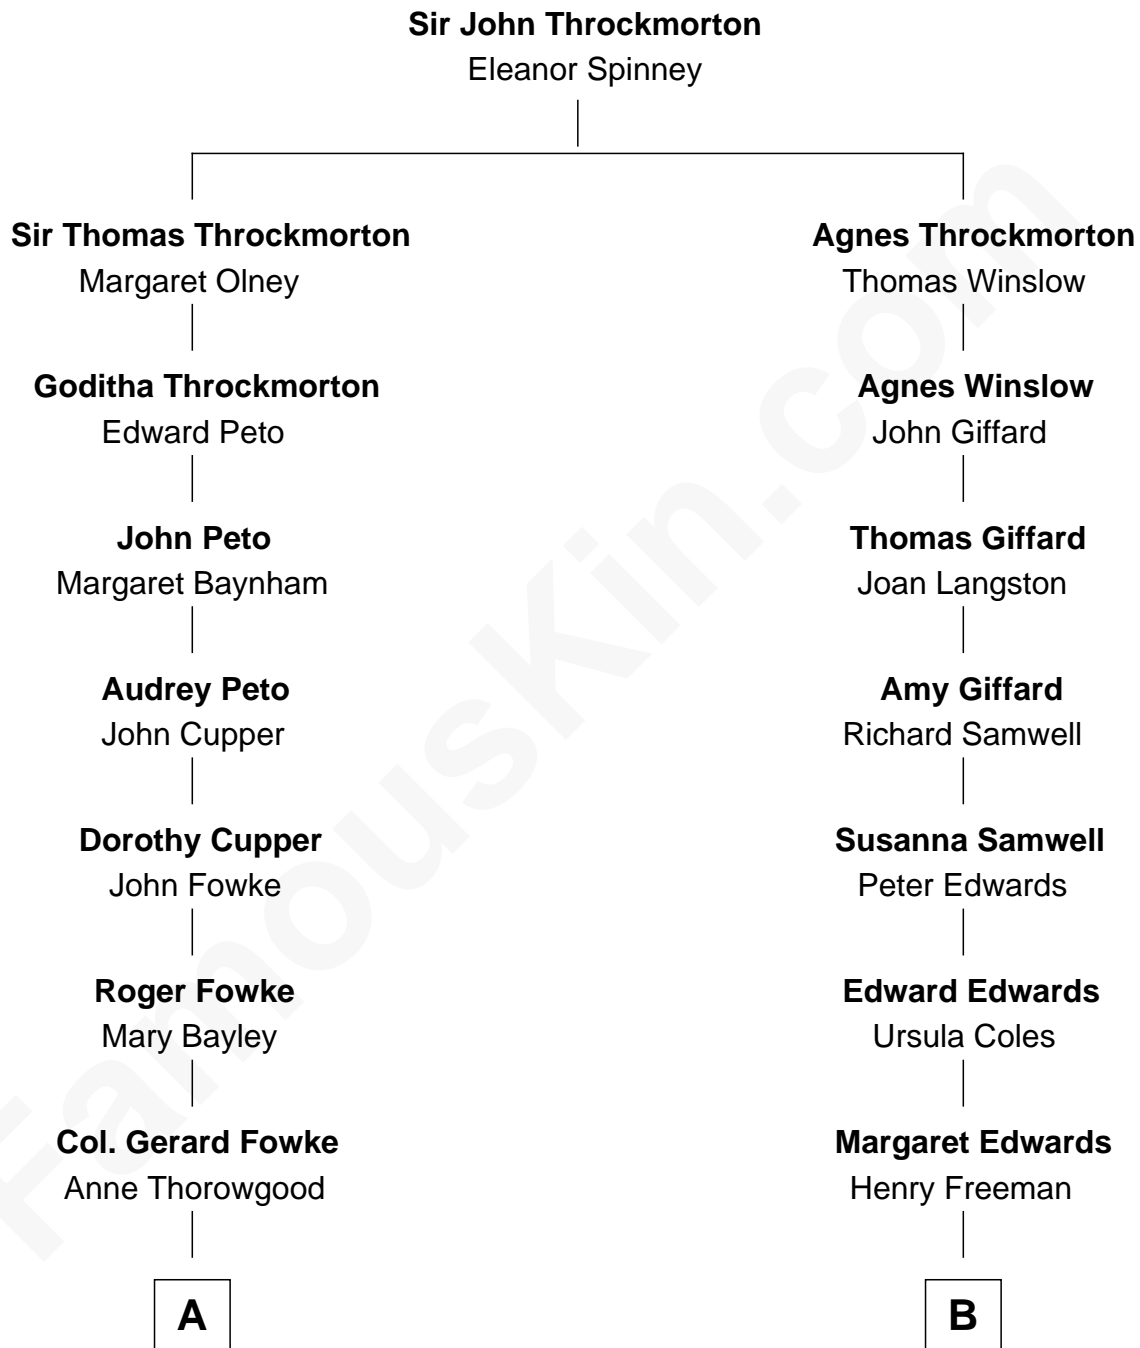 Sir John Throckmorton
Eleanor Spinney
Sir Thomas Throckmorton
Margaret Olney
Agnes Throckmorton
Thomas Winslow
Goditha Throckmorton
Edward Peto
Agnes Winslow
John Giffard
John Peto
Margaret Baynham
Thomas Giffard
Joan Langston
Audrey Peto
John Cupper
Amy Giffard
Richard Samwell
Dorothy Cupper
John Fowke
Susanna Samwell
Peter Edwards
Roger Fowke
Mary Bayley
Edward Edwards
Ursula Coles
Col. Gerard Fowke
Anne Thorowgood
Margaret Edwards
Henry Freeman
A
B
FamousKin.com